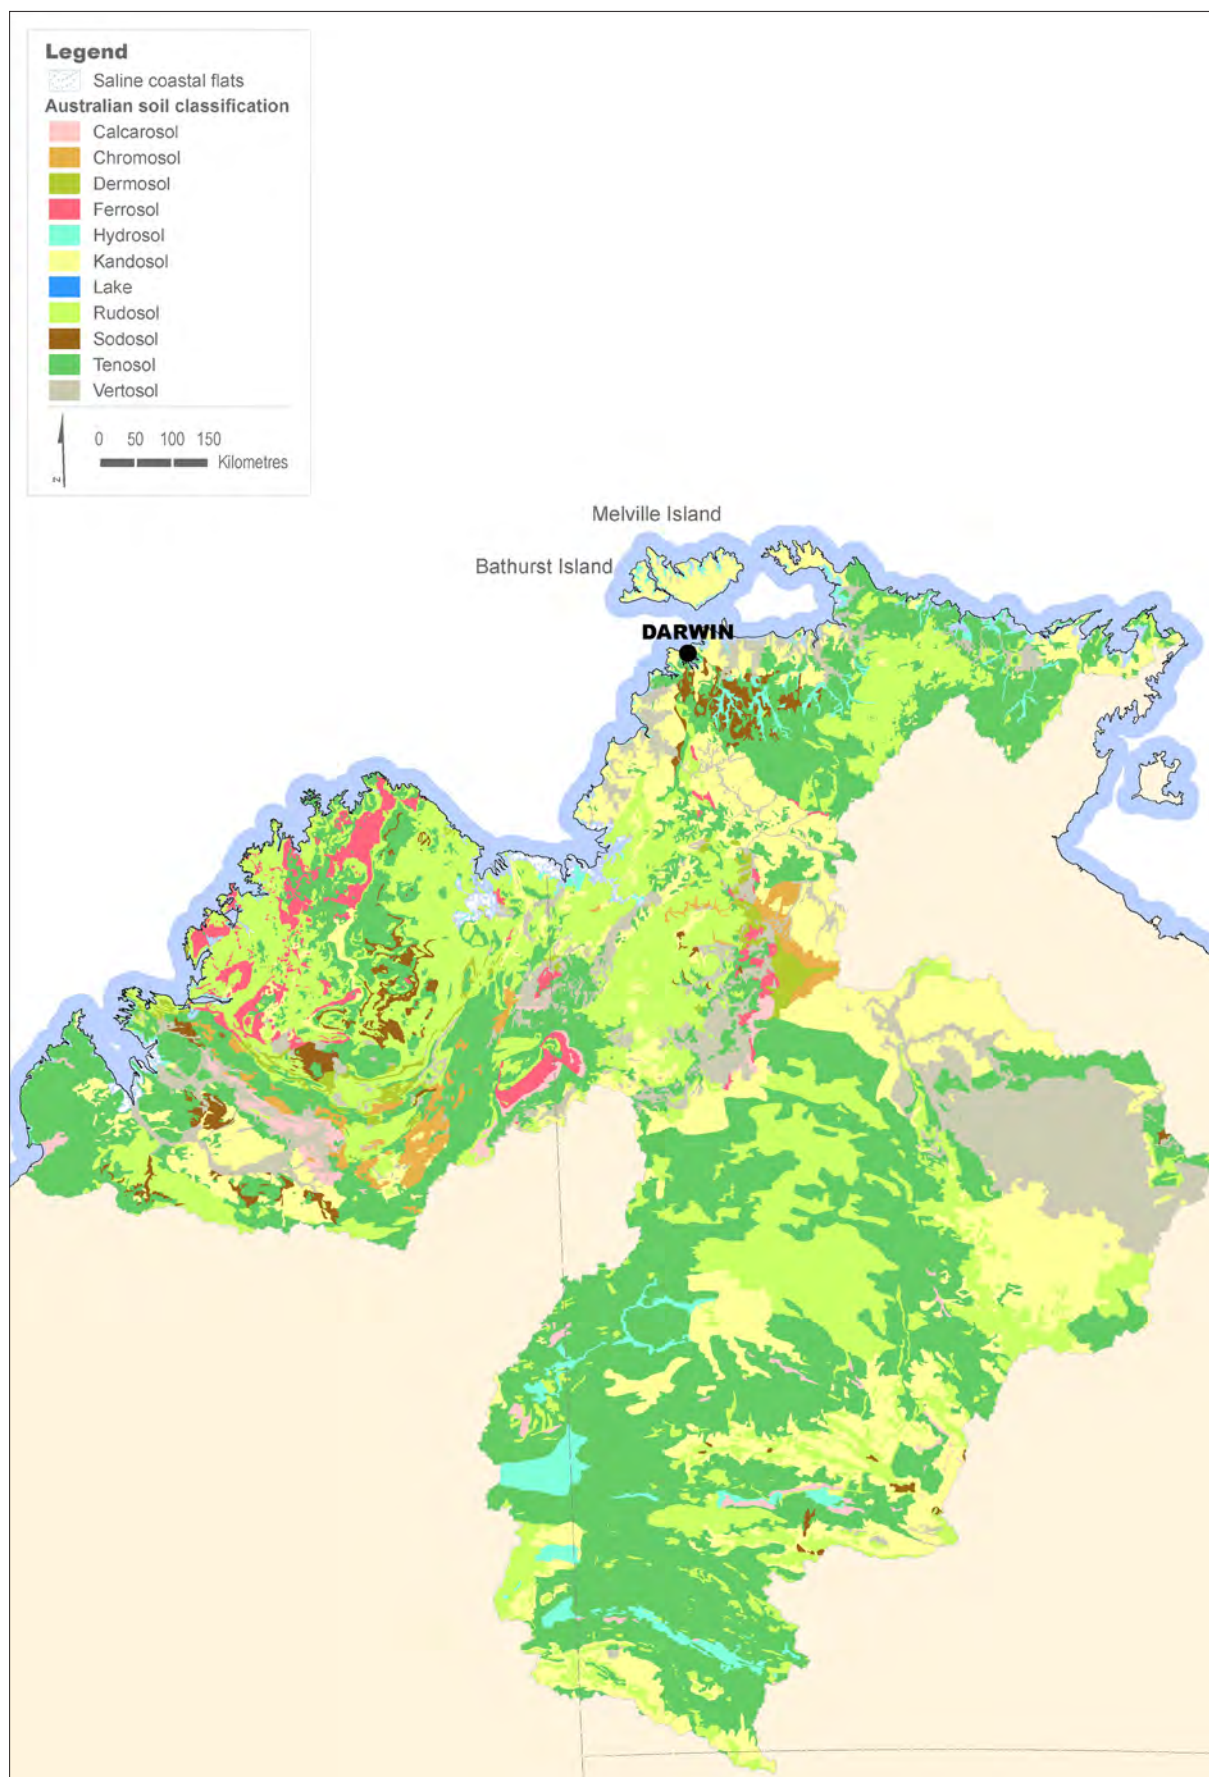 Legend
Saline coastal flats
Australian soil classification
Calcarosol
Chromosol
Dermosol
Ferrosol
Hydrosol
Kandosol
Lake
Rudosol
Sodosol
Tenosol
Vertosol
0 50 100 150
Kilometres
N
Melville Island
Bathurst Island
DARWIN